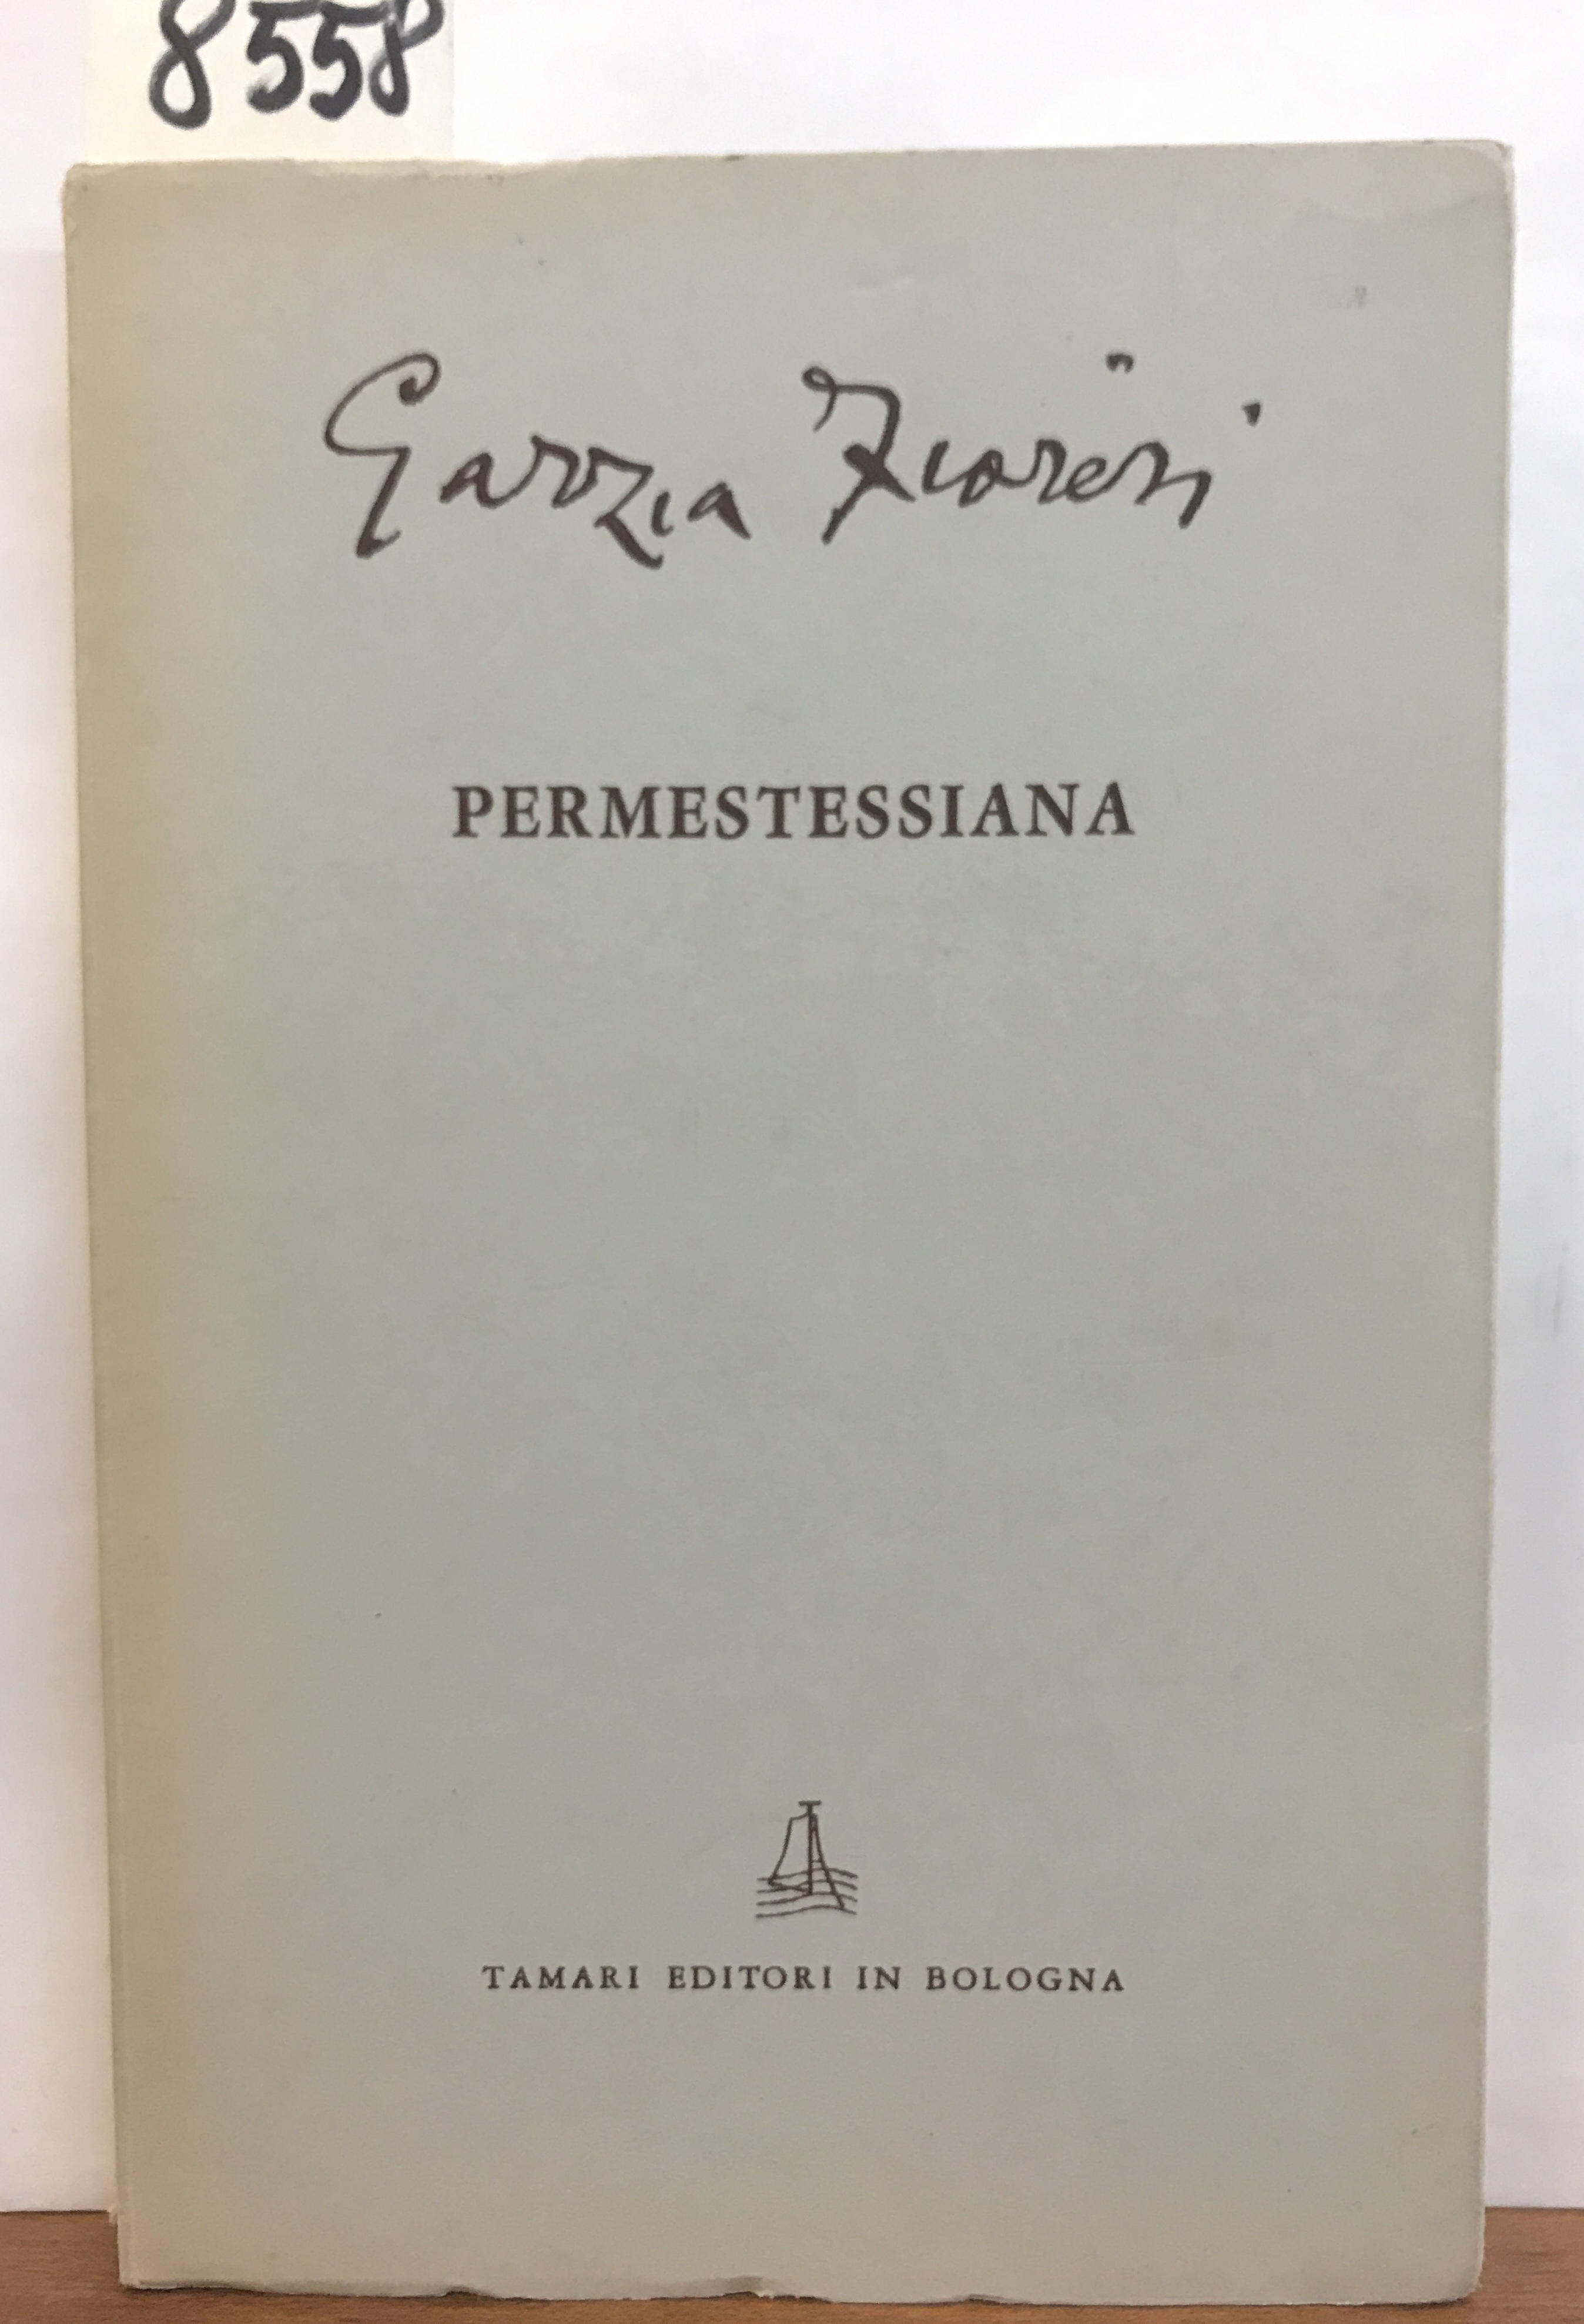 8558
Garzia Fioresi
PERMESTESSIANA
TAMARI EDITORI IN BOLOGNA